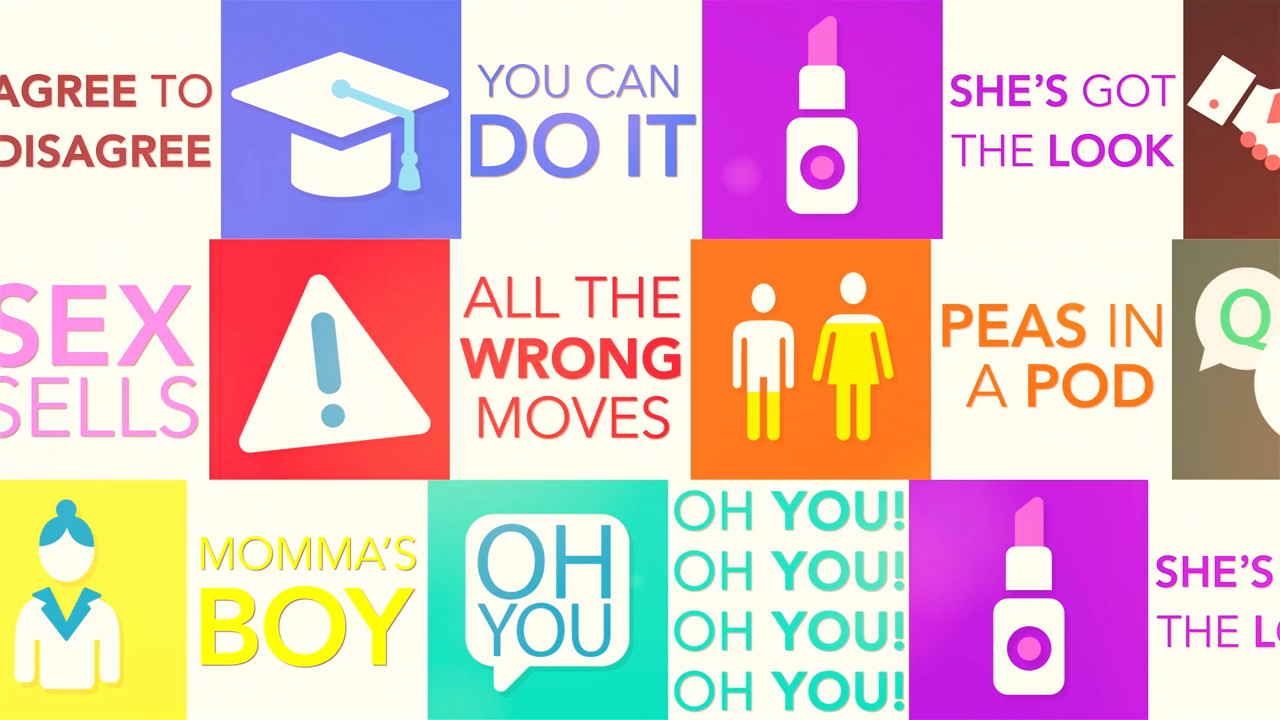 AGREE TO
DISAGREE
YOU CAN
DO IT
SHE'S GOT
THE LOOK
SEX
SELLS
ALL THE
WRONG
MOVES
PEAS IN
A POD
Q
MOMMA'S
BOY
OH
YOU
OH YOU!
OH YOU!
OH YOU!
OH YOU!
SHE'S
THE